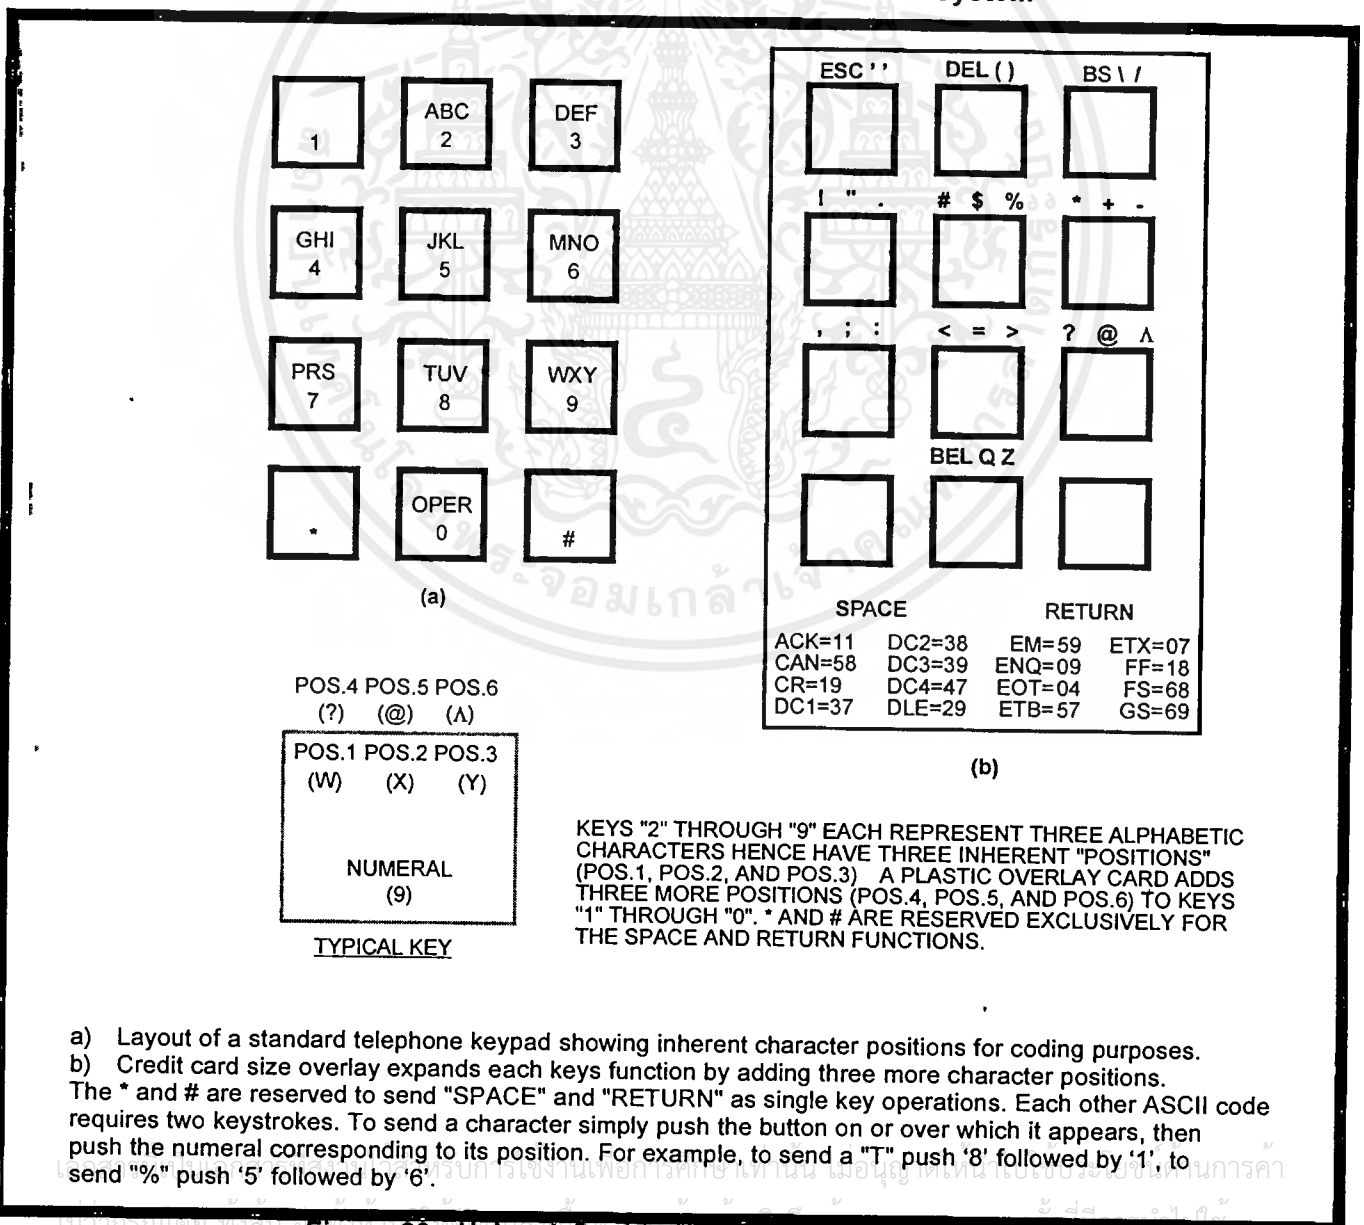 ESC ' ' DEL ( ) BS \ /
1
ABC
2
DEF
3
! " . # $ % * + -
GHI
4
JKL
5
MNO
6
, ; : < = > ? @ Λ
PRS
7
TUV
8
WXY
9
BEL Q Z
*
OPER
0
#
(a)
SPACE RETURN
ACK=11 DC2=38 EM=59 ETX=07
CAN=58 DC3=39 ENQ=09 FF=18
CR=19 DC4=47 EOT=04 FS=68
DC1=37 DLE=29 ETB=57 GS=69
(b)
POS.4 POS.5 POS.6
(?) (@) (Λ)
POS.1 POS.2 POS.3
(W) (X) (Y)
NUMERAL
(9)
TYPICAL KEY
KEYS "2" THROUGH "9" EACH REPRESENT THREE ALPHABETIC
CHARACTERS HENCE HAVE THREE INHERENT "POSITIONS"
(POS.1, POS.2, AND POS.3) A PLASTIC OVERLAY CARD ADDS
THREE MORE POSITIONS (POS.4, POS.5, AND POS.6) TO KEYS
"1" THROUGH "0". * AND # ARE RESERVED EXCLUSIVELY FOR
THE SPACE AND RETURN FUNCTIONS.
a) Layout of a standard telephone keypad showing inherent character positions for coding purposes.
b) Credit card size overlay expands each keys function by adding three more character positions.
The * and # are reserved to send "SPACE" and "RETURN" as single key operations. Each other ASCII code
requires two keystrokes. To send a character simply push the button on or over which it appears, then
push the numeral corresponding to its position. For example, to send a "T" push '8' followed by '1', to
send "%" push '5' followed by '6'.